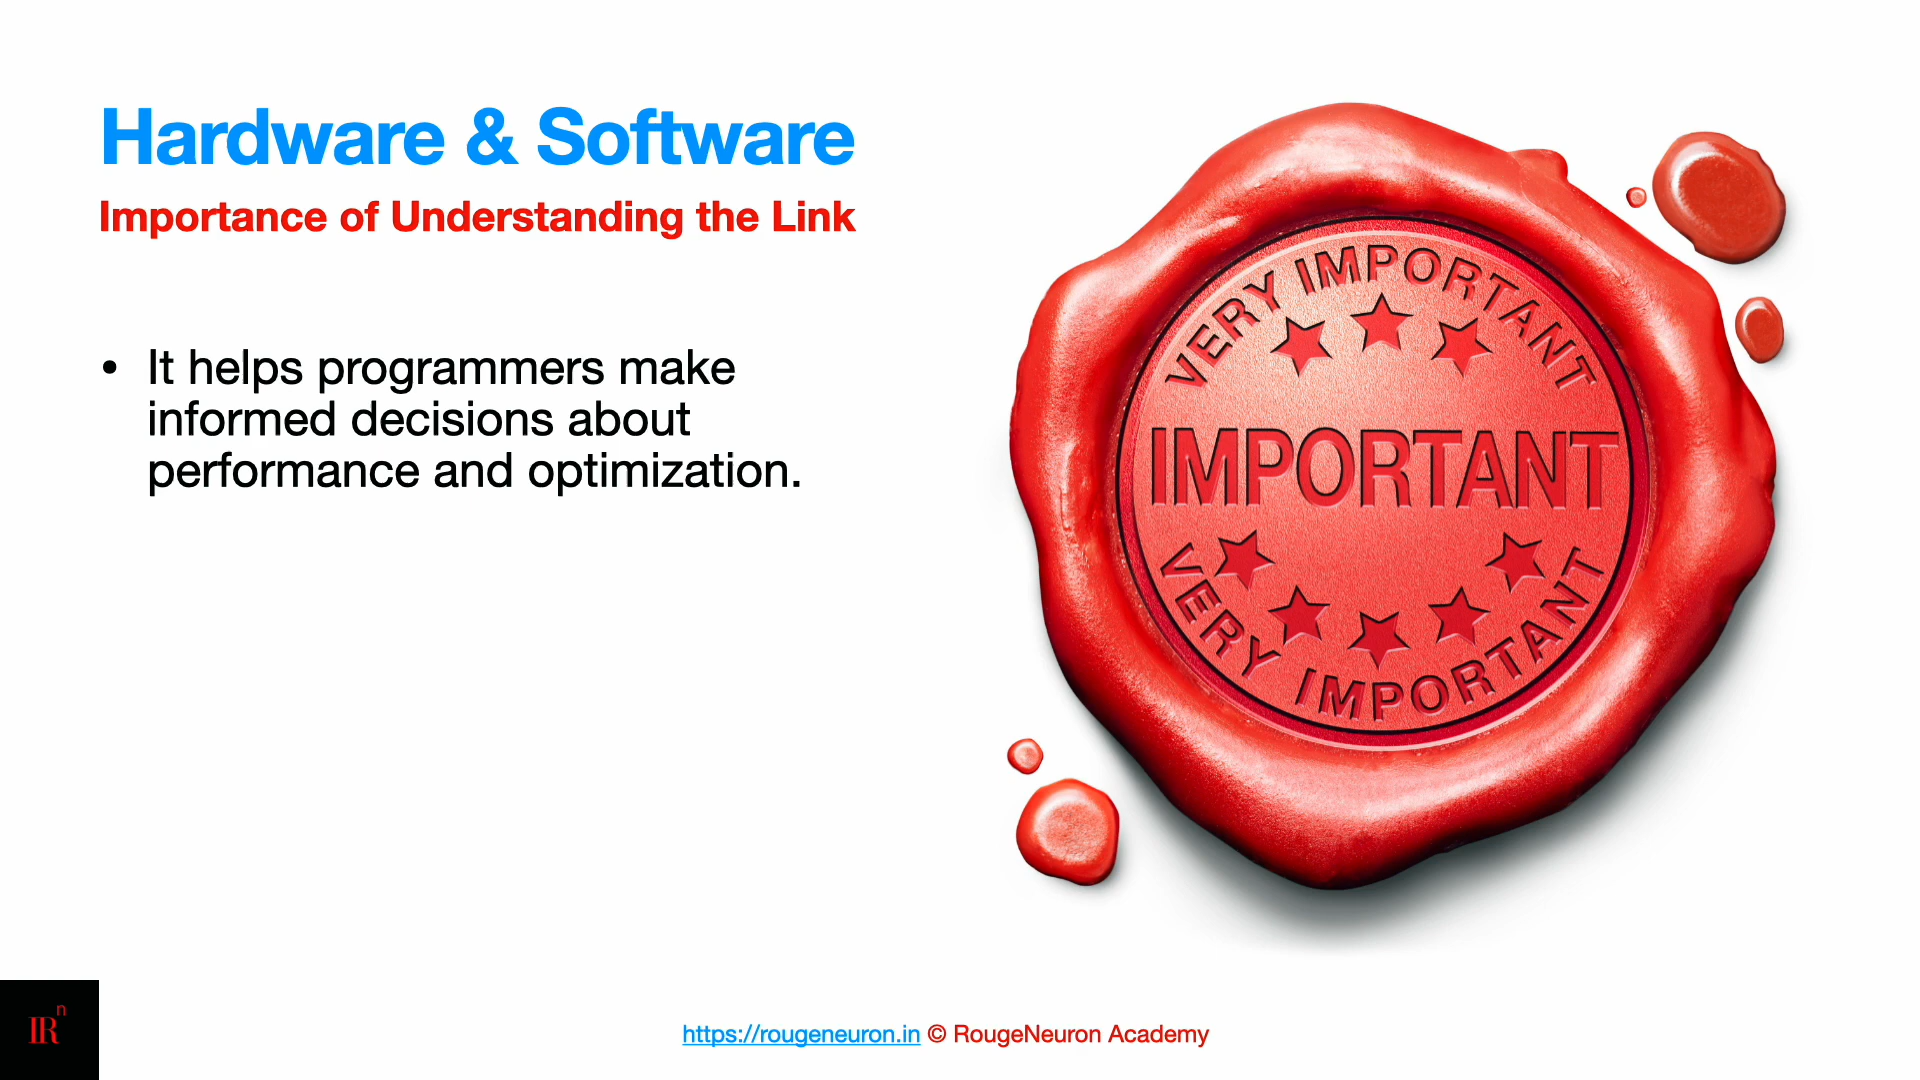 Hardware & Software
Importance of Understanding the Link
• It helps programmers make
informed decisions about
performance and optimization.
VERY IMPORTANT
IMPORTANT
VERY IMPORTANT
IR n
https://rougeneuron.in © RougeNeuron Academy